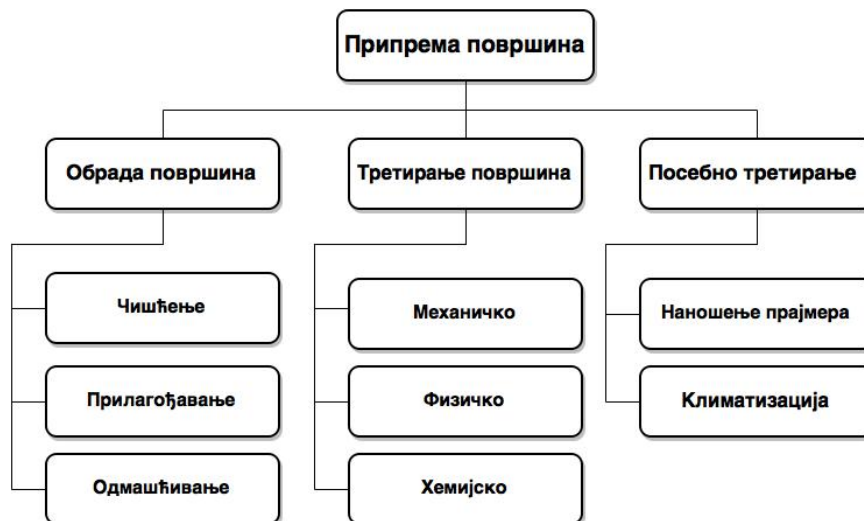 Припрема површина
Обрада површина
Третирање површина
Посебно третирање
Чишћење
Механичко
Наношење прајмера
Прилагођавање
Физичко
Климатизација
Одмашћивање
Хемијско